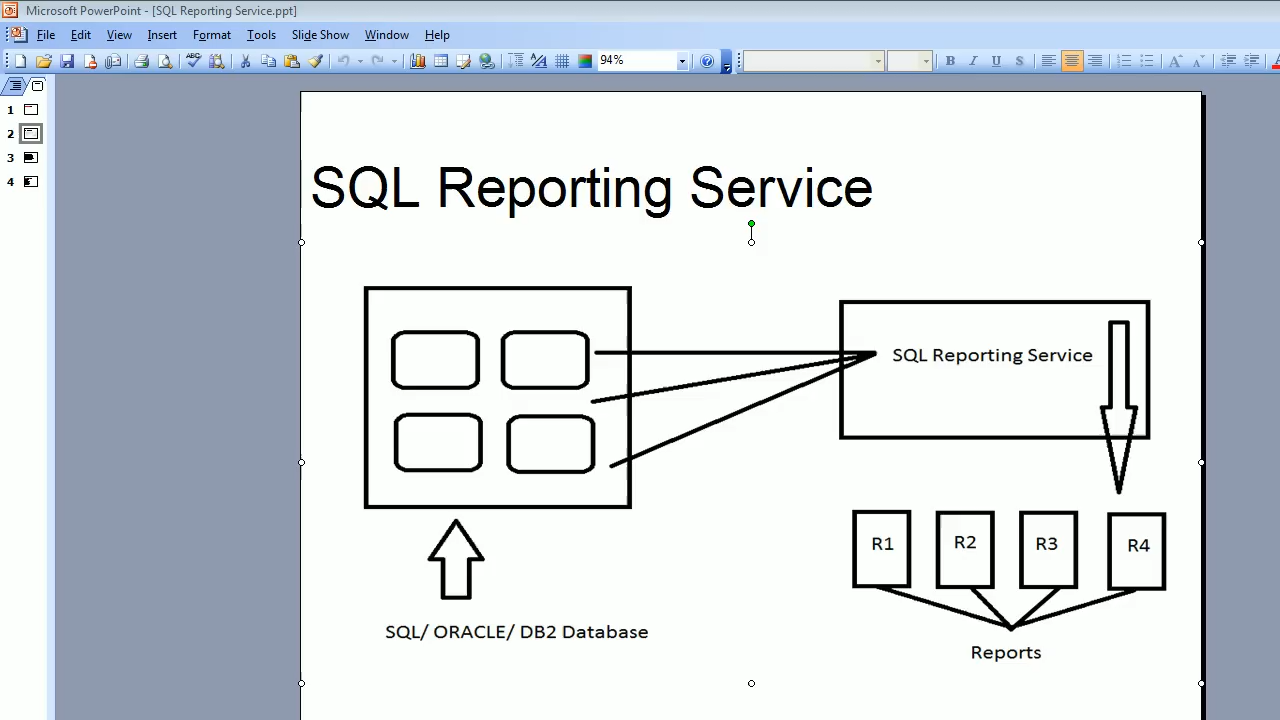 Microsoft PowerPoint - [SQL Reporting Service.ppt]
File Edit View Insert Format Tools Slide Show Window Help
94%
B I U S
1
2
3
4
SQL Reporting Service
SQL Reporting Service
R1 R2 R3 R4
SQL/ ORACLE/ DB2 Database
Reports